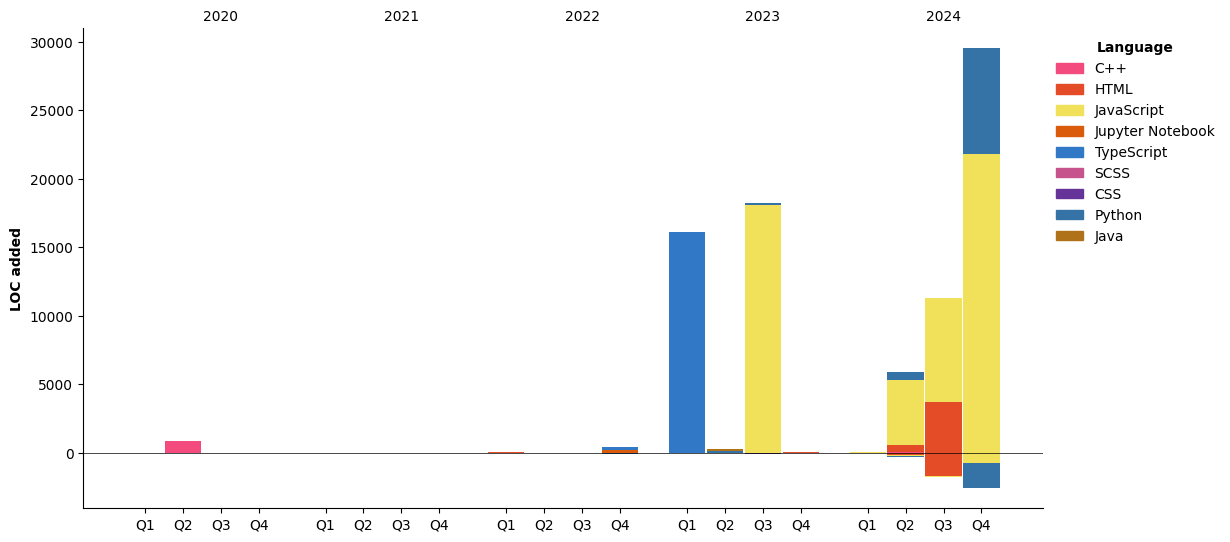 2020 2021 2022 2023 2024
Language
C++
HTML
JavaScript
Jupyter Notebook
TypeScript
SCSS
CSS
Python
Java
LOC added
30000
25000
20000
15000
10000
5000
0
Q1 Q2 Q3 Q4 Q1 Q2 Q3 Q4 Q1 Q2 Q3 Q4 Q1 Q2 Q3 Q4 Q1 Q2 Q3 Q4